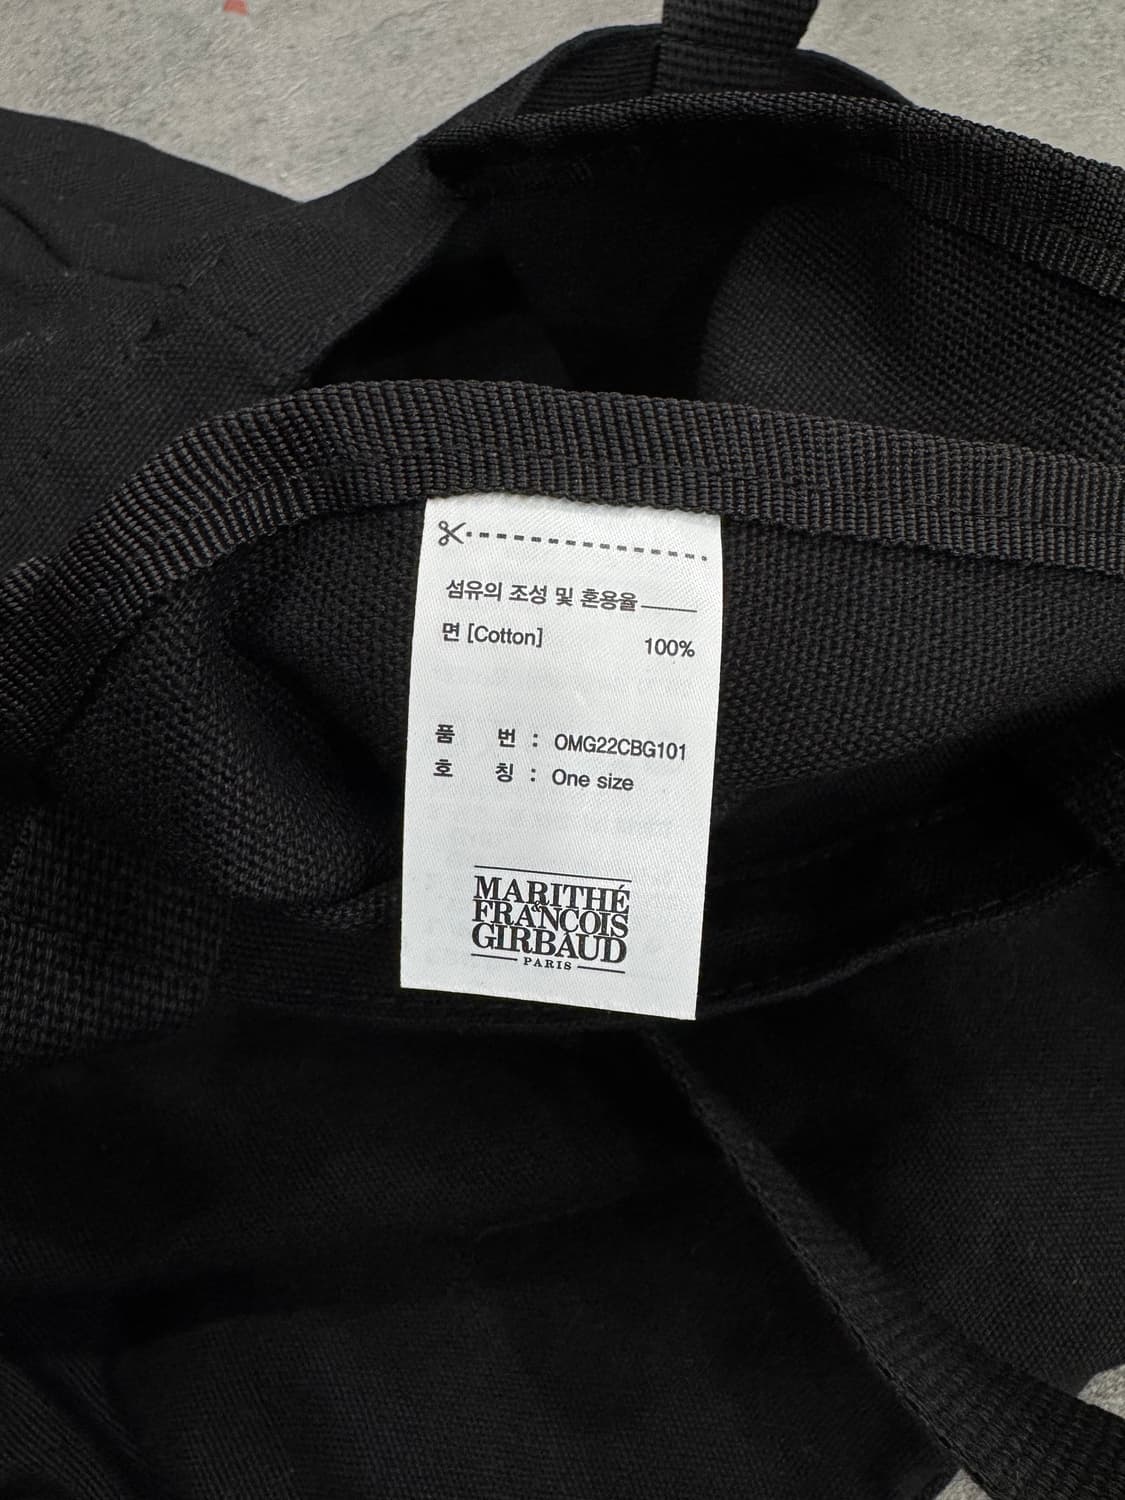 섬유의 조성 및 혼용율
면 [Cotton] 100%
품 번 : OMG22CBG101
호 칭 : One size
MARITHÉ
&
FRANCOIS
GIRBAUD
PARIS